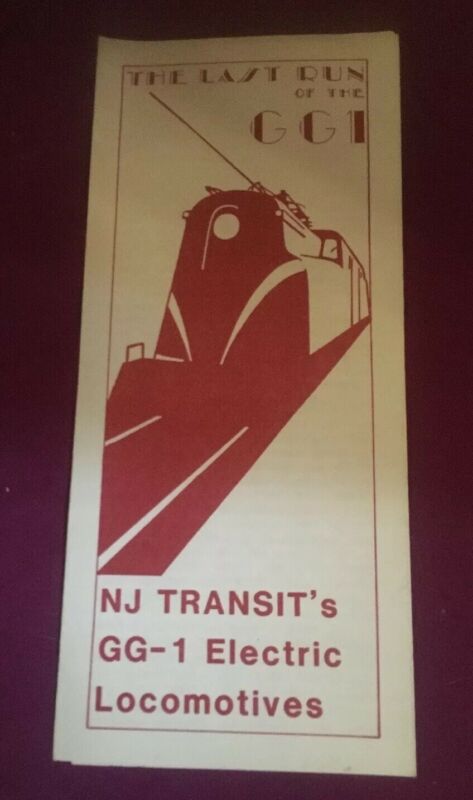 THE LAST RUN
OF THE
GG1
NJ TRANSIT's
GG-1 Electric
Locomotives